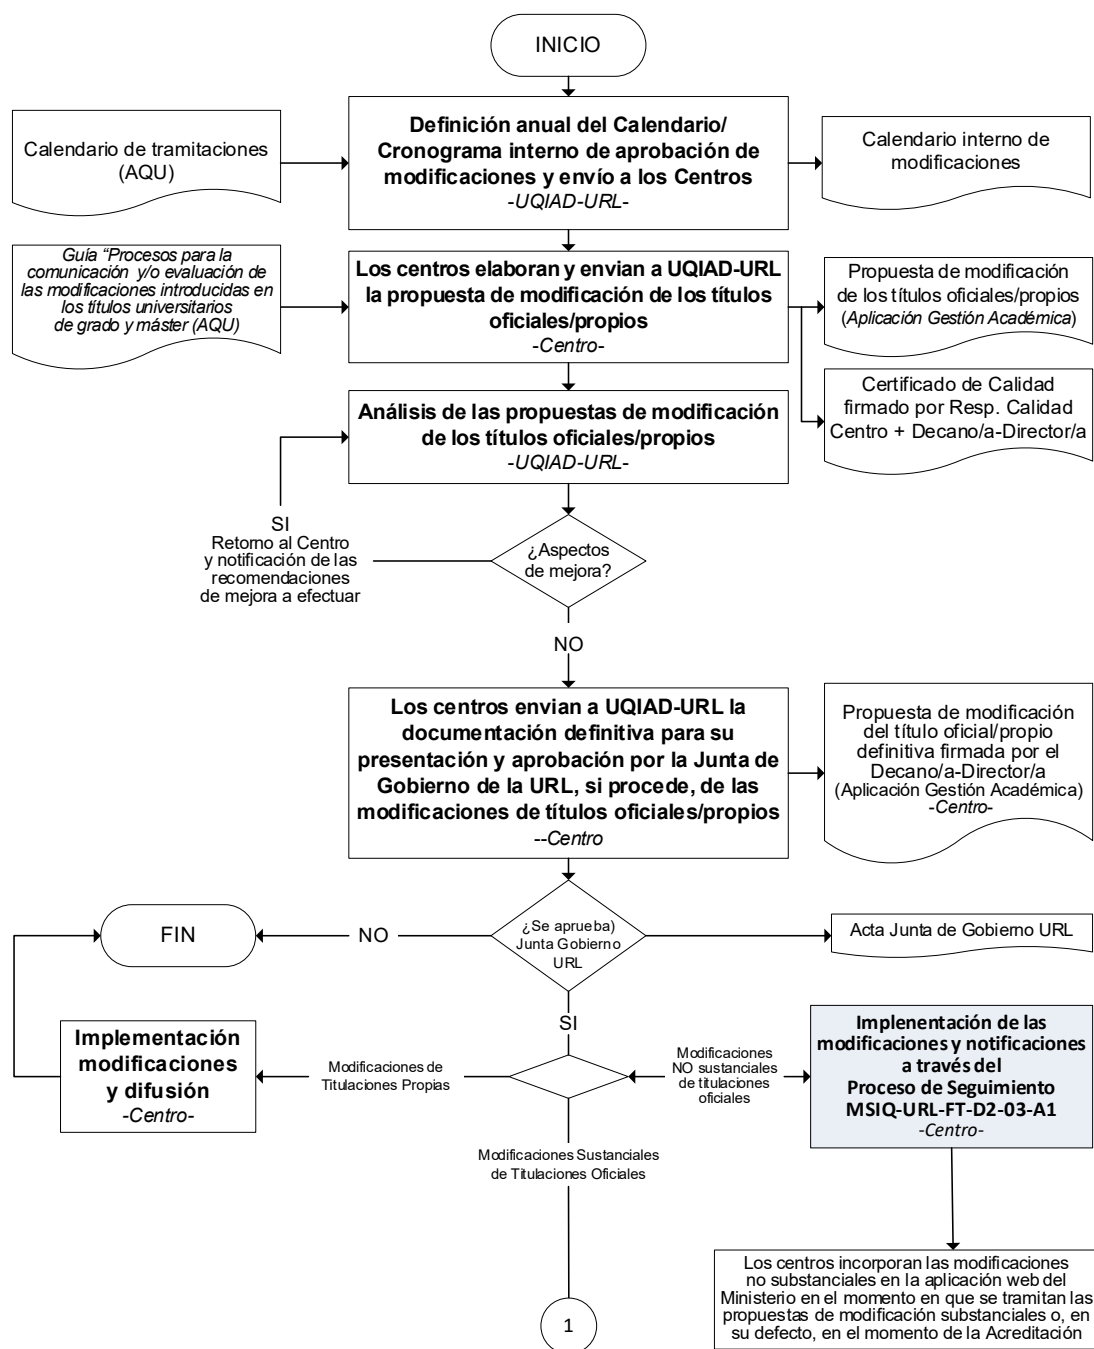 INICIO
Calendario de tramitaciones
(AQU)
Definición anual del Calendario/
Cronograma interno de aprobación de
modificaciones y envío a los Centros
-UQIAD-URL-
Calendario interno de
modificaciones
Guía “Procesos para la
comunicación y/o evaluación de
las modificaciones introducidas en
los títulos universitarios
de grado y máster (AQU)
Los centros elaboran y envian a UQIAD-URL
la propuesta de modificación de los títulos
oficiales/propios
-Centro-
Propuesta de modificación
de los títulos oficiales/propios
(Aplicación Gestión Académica)
Certificado de Calidad
firmado por Resp. Calidad
Centro + Decano/a-Director/a
Análisis de las propuestas de modificación
de los títulos oficiales/propios
-UQIAD-URL-
SI
Retorno al Centro
y notificación de las
recomendaciones
de mejora a efectuar
¿Aspectos
de mejora?
NO
Los centros envian a UQIAD-URL la
documentación definitiva para su
presentación y aprobación por la Junta de
Gobierno de la URL, si procede, de las
modificaciones de títulos oficiales/propios
--Centro
Propuesta de modificación
del título oficial/propio
definitiva firmada por el
Decano/a-Director/a
(Aplicación Gestión Académica)
-Centro-
FIN
NO
¿Se aprueba)
Junta Gobierno
URL
Acta Junta de Gobierno URL
SI
Implementación
modificaciones
y difusión
-Centro-
Modificaciones de
Titulaciones Propias
Modificaciones
NO sustanciales
de titulaciones
oficiales
Implenentación de las
modificaciones y notificaciones
a través del
Proceso de Seguimiento
MSIQ-URL-FT-D2-03-A1
-Centro-
Modificaciones Sustanciales
de Titulaciones Oficiales
Los centros incorporan las modificaciones
no substanciales en la aplicación web del
Ministerio en el momento en que se tramitan las
propuestas de modificación substanciales o, en
su defecto, en el momento de la Acreditación
1